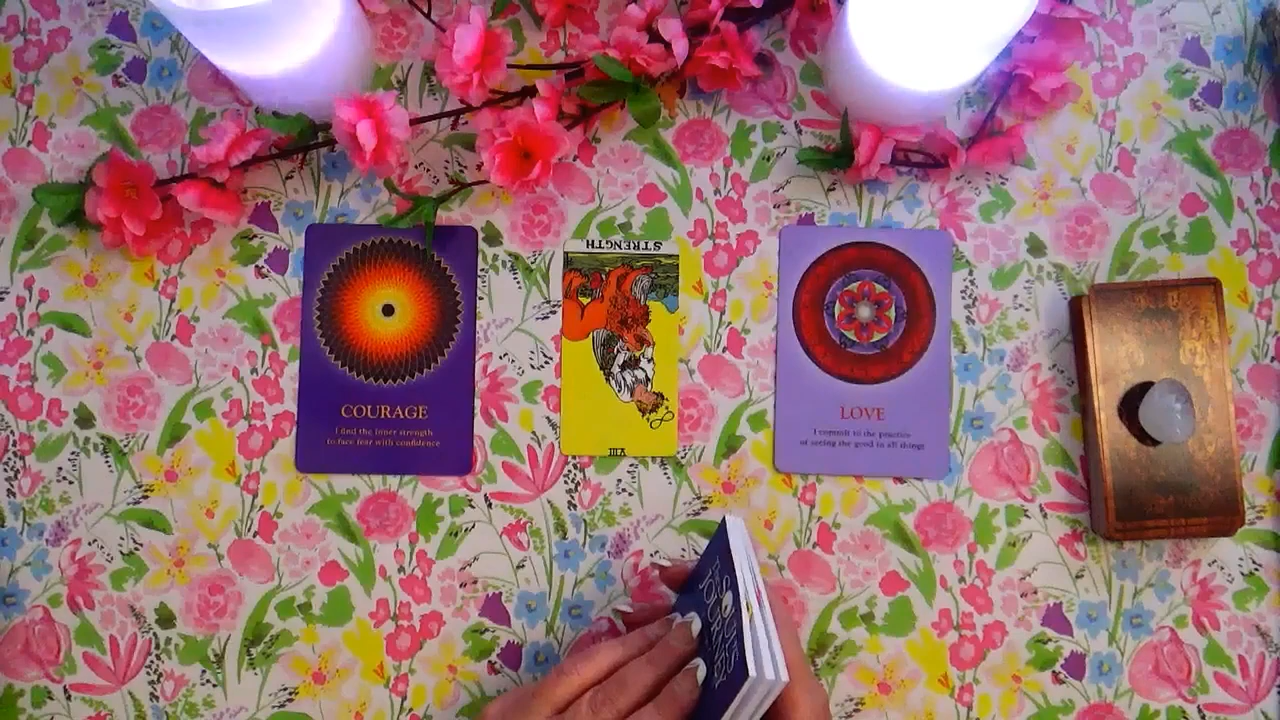 COURAGE
I find the inner strength
to face fear with confidence
STRENGTH
VIII
LOVE
I commit to the practice
of seeing the good in all things
THE
SOUL'S
JOURNEY